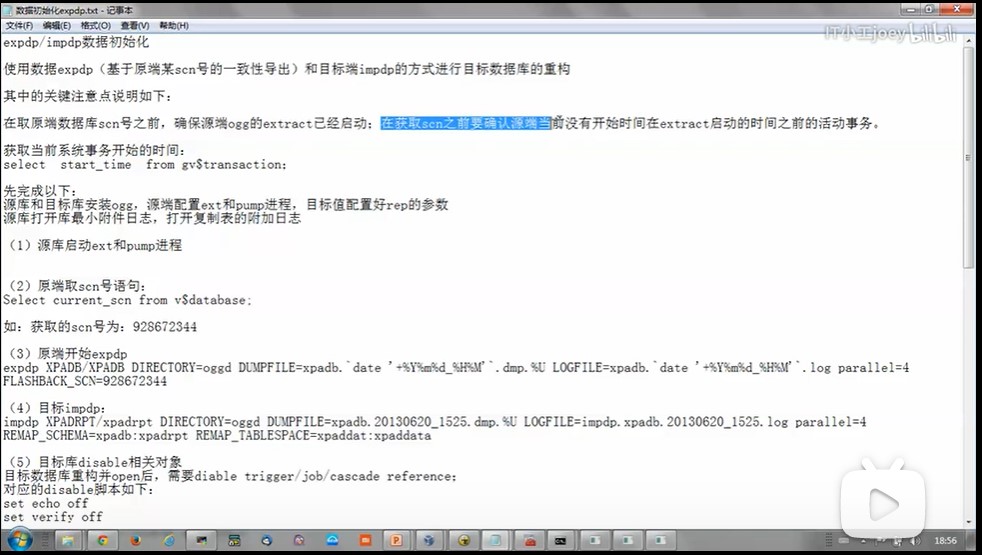 数据初始化expdp.txt - 记事本
文件(F) 编辑(E) 格式(O) 查看(V) 帮助(H)
IT小工joey bilibili
expdp/impdp数据初始化
使用数据expdp（基于原端某scn号的一致性导出）和目标端impdp的方式进行目标数据库的重构
其中的关键注意点说明如下：
在取原端数据库scn号之前，确保源端ogg的extract已经启动；在获取scn之前要确认源端当前没有开始时间在extract启动的时间之前的活动事务。
获取当前系统事务开始的时间：
select start_time from gv$transaction;
先完成以下：
源库和目标库安装ogg，源端配置ext和pump进程，目标值配置好rep的参数
源库打开库最小附件日志，打开复制表的附加日志
（1）源库启动ext和pump进程
（2）原端取scn号语句：
Select current_scn from v$database;
如：获取的scn号为：928672344
（3）原端开始expdp
expdp XPADB/XPADB DIRECTORY=oggd DUMPFILE=xpadb.`date '+%Y%m%d_%H%M'`.dmp.%U LOGFILE=xpadb.`date '+%Y%m%d_%H%M'`.log parallel=4
FLASHBACK_SCN=928672344
（4）目标impdp：
impdp XPADRPT/xpadrpt DIRECTORY=oggd DUMPFILE=xpadb.20130620_1525.dmp.%U LOGFILE=impdp.xpadb.20130620_1525.log parallel=4
REMAP_SCHEMA=xpadb:xpadrpt REMAP_TABLESPACE=xpaddat:xpaddata
（5）目标库disable相关对象
目标数据库重构并open后，需要diable trigger/job/cascade reference；
对应的disable脚本如下：
set echo off
set verify off
18:56